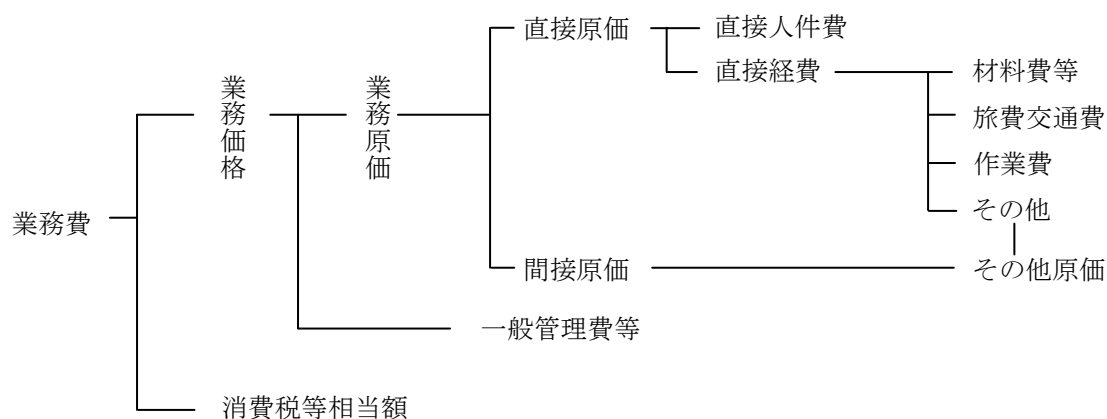 直接原価
直接人件費
直接経費
材料費等
旅費交通費
作業費
その他
業務価格
業務原価
業務費
間接原価
その他原価
一般管理費等
消費税等相当額